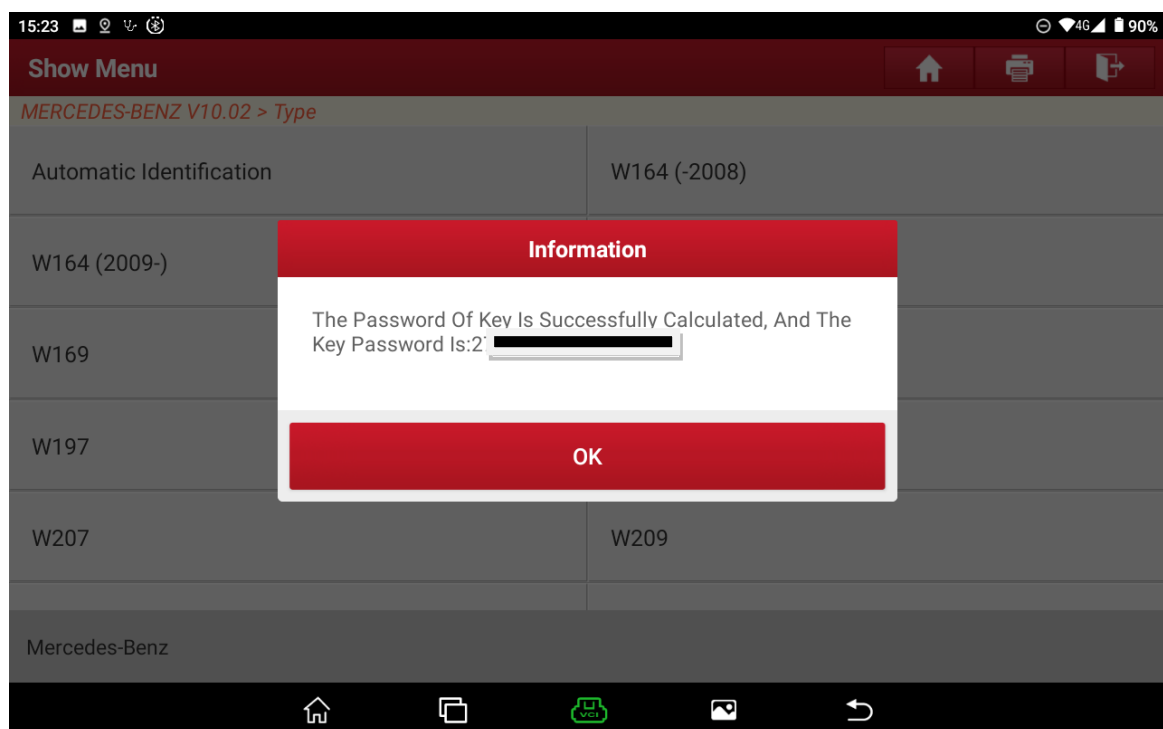 15:23
4G
90%
Show Menu
MERCEDES-BENZ V10.02 > Type
Automatic Identification
W164 (-2008)
W164 (2009-)
Information
The Password Of Key Is Successfully Calculated, And The
Key Password Is:2
W169
W197
OK
W207
W209
Mercedes-Benz
VCI